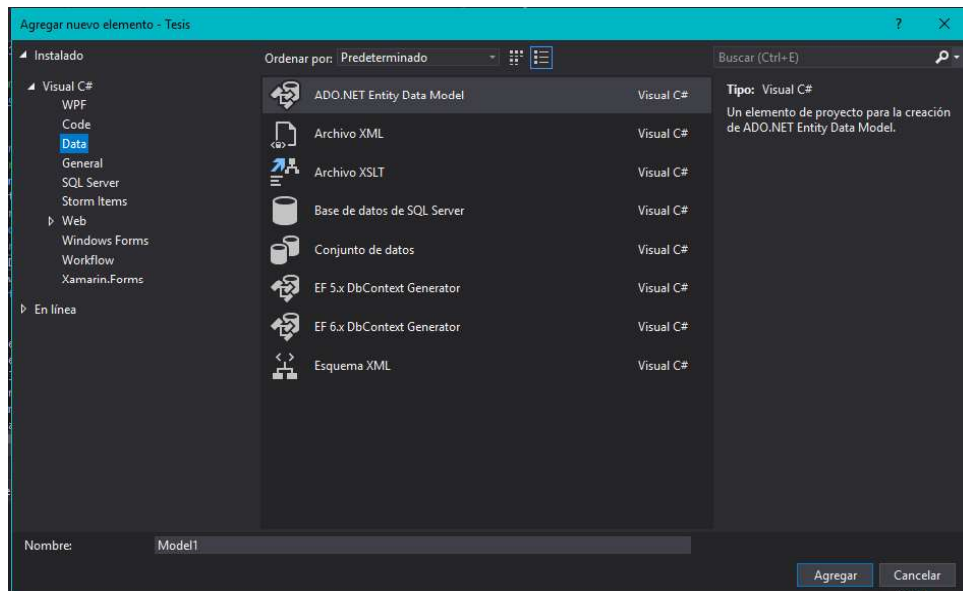 Agregar nuevo elemento - Tesis
?
Instalado
Visual C#
WPF
Code
Data
General
SQL Server
Storm Items
Web
Windows Forms
Workflow
Xamarin.Forms
En línea
Ordenar por: Predeterminado
ADO.NET Entity Data Model Visual C#
Archivo XML Visual C#
Archivo XSLT Visual C#
Base de datos de SQL Server Visual C#
Conjunto de datos Visual C#
EF 5.x DbContext Generator Visual C#
EF 6.x DbContext Generator Visual C#
Esquema XML Visual C#
Buscar (Ctrl+E)
Tipo: Visual C#
Un elemento de proyecto para la creación
de ADO.NET Entity Data Model.
Nombre: Model1
Agregar Cancelar